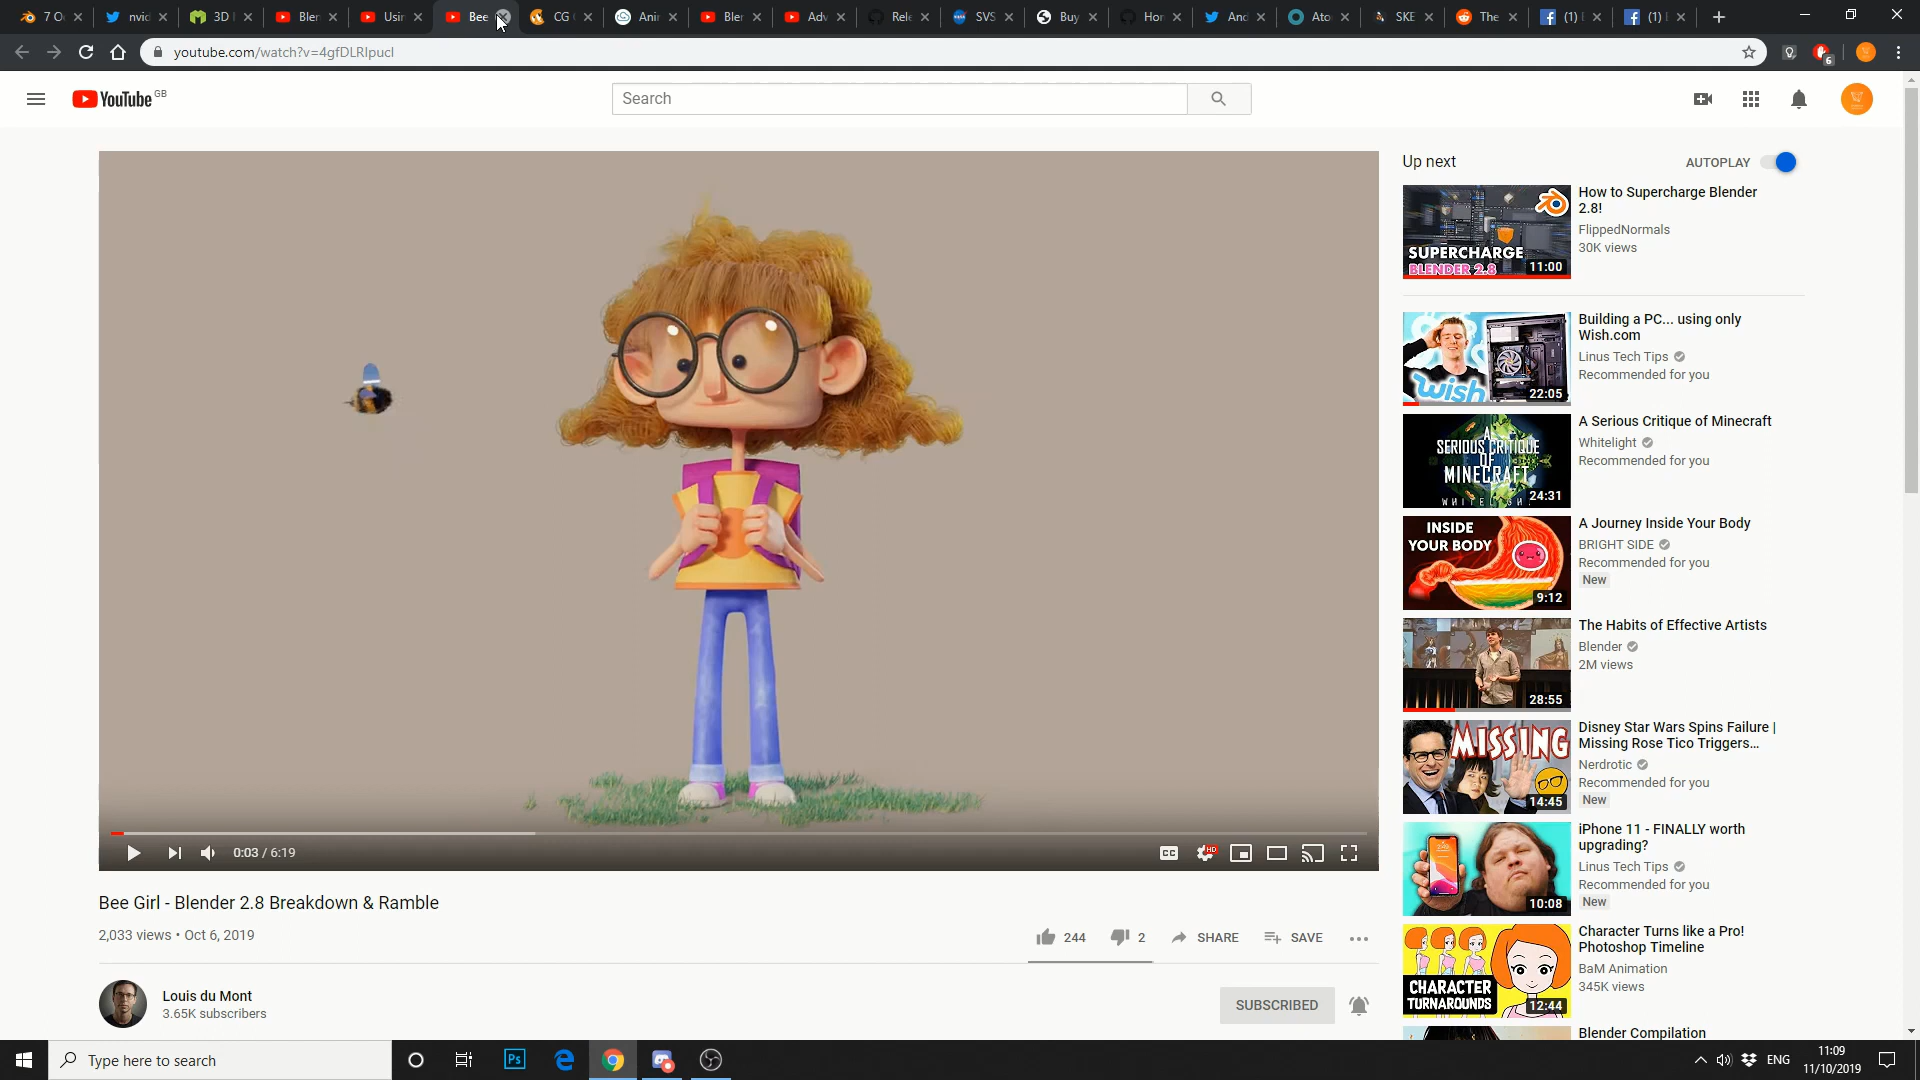 7 O
nvid
3D
Bler
Usir
Bee
CG
Anir
Bler
Adv
Rele
SVS
Buy
Hor
And
Ato
SKE
The
(1)
(1)
youtube.com/watch?v=4gfDLRlpucI
6
YouTube GB
Search
Up next
AUTOPLAY
SUPERCHARGE
BLENDER 2.8
11:00
How to Supercharge Blender
2.8!
FlippedNormals
30K views
wish
22:05
Building a PC... using only
Wish.com
Linus Tech Tips
Recommended for you
A
SERIOUS CRITIQUE
OF
MINECRAFT
WHITELIGHT
24:31
A Serious Critique of Minecraft
Whitelight
Recommended for you
INSIDE
YOUR BODY
9:12
A Journey Inside Your Body
BRIGHT SIDE
Recommended for you
New
28:55
The Habits of Effective Artists
Blender
2M views
MISSING
14:45
Disney Star Wars Spins Failure |
Missing Rose Tico Triggers...
Nerdrotic
Recommended for you
New
10:08
iPhone 11 - FINALLY worth
upgrading?
Linus Tech Tips
Recommended for you
New
CHARACTER
TURNAROUNDS
12:44
Character Turns like a Pro!
Photoshop Timeline
BaM Animation
345K views
Blender Compilation
0:03 / 6:19
CC
HD
Bee Girl - Blender 2.8 Breakdown & Ramble
2,033 views • Oct 6, 2019
244
2
SHARE
SAVE
Louis du Mont
3.65K subscribers
SUBSCRIBED
Type here to search
Ps
ENG
11:09
11/10/2019